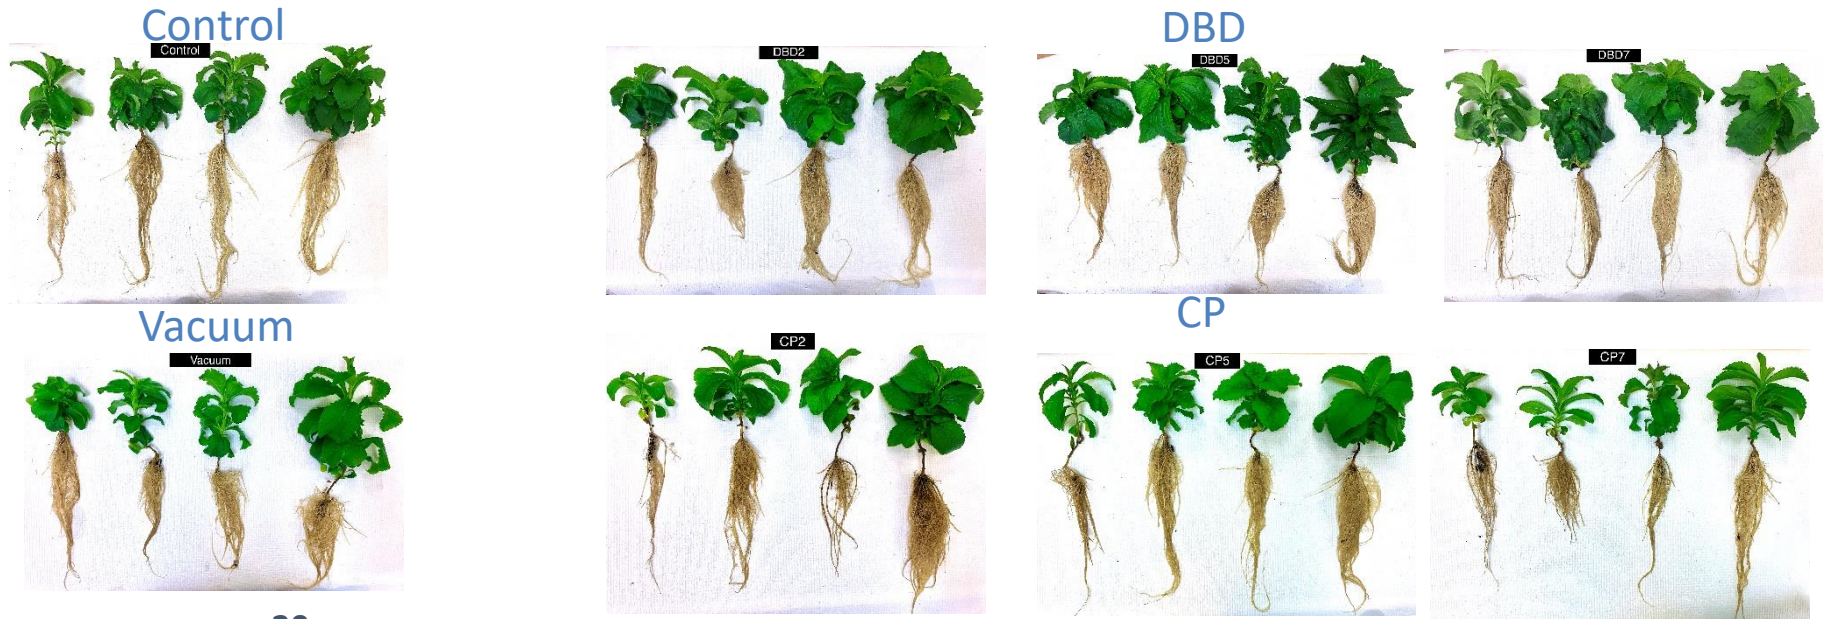 Control
DBD
Control
DBD2
DBD5
DBD7
Vacuum
CP
Vacuum
CP2
CP5
CP7